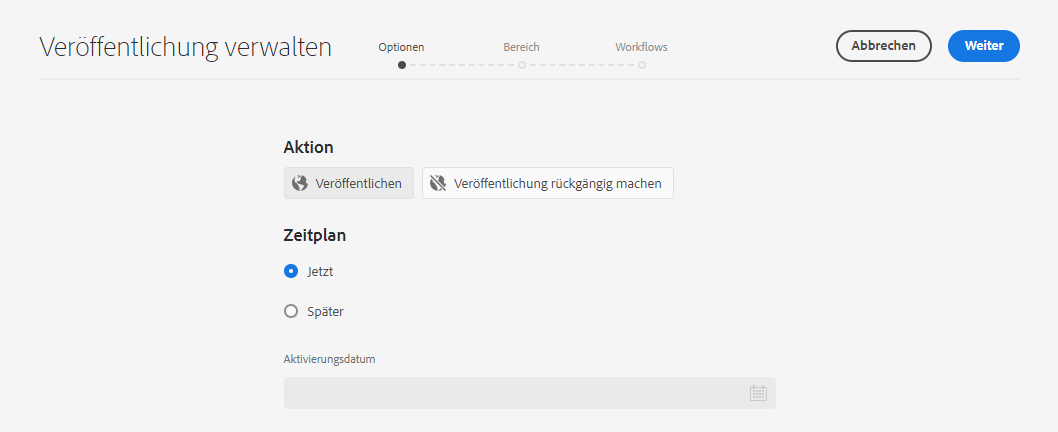 Veröffentlichung verwalten
Optionen
Bereich
Workflows
Abbrechen
Weiter
Aktion
Veröffentlichen
Veröffentlichung rückgängig machen
Zeitplan
Jetzt
Später
Aktivierungsdatum